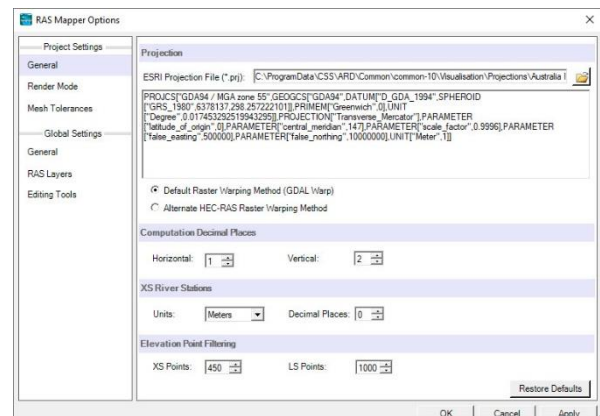 RAS Mapper Options
Project Settings
General
Render Mode
Mesh Tolerances
Global Settings
General
RAS Layers
Editing Tools
Projection
ESRI Projection File (*.prj): C:\ProgramData\CSS\ARD\Common\common-10\Visualisation\Projections\Australia
PROJCS["GDA94 / MGA zone 55",GEOGCS["GDA94",DATUM["D_GDA_1994",SPHEROID
["GRS_1980",6378137,298.257222101]],PRIMEM["Greenwich",0],UNIT
["Degree",0.017453292519943295]],PROJECTION["Transverse_Mercator"],PARAMETER
["latitude_of_origin",0],PARAMETER["central_meridian",147],PARAMETER["scale_factor",0.9996],PARAMETER
["false_easting",500000],PARAMETER["false_northing",10000000],UNIT["Meter",1]]
Default Raster Warping Method (GDAL Warp)
Alternate HEC-RAS Raster Warping Method
Computation Decimal Places
Horizontal: 1 Vertical: 2
XS River Stations
Units: Meters Decimal Places: 0
Elevation Point Filtering
XS Points: 450 LS Points: 1000
Restore Defaults
OK Cancel Apply